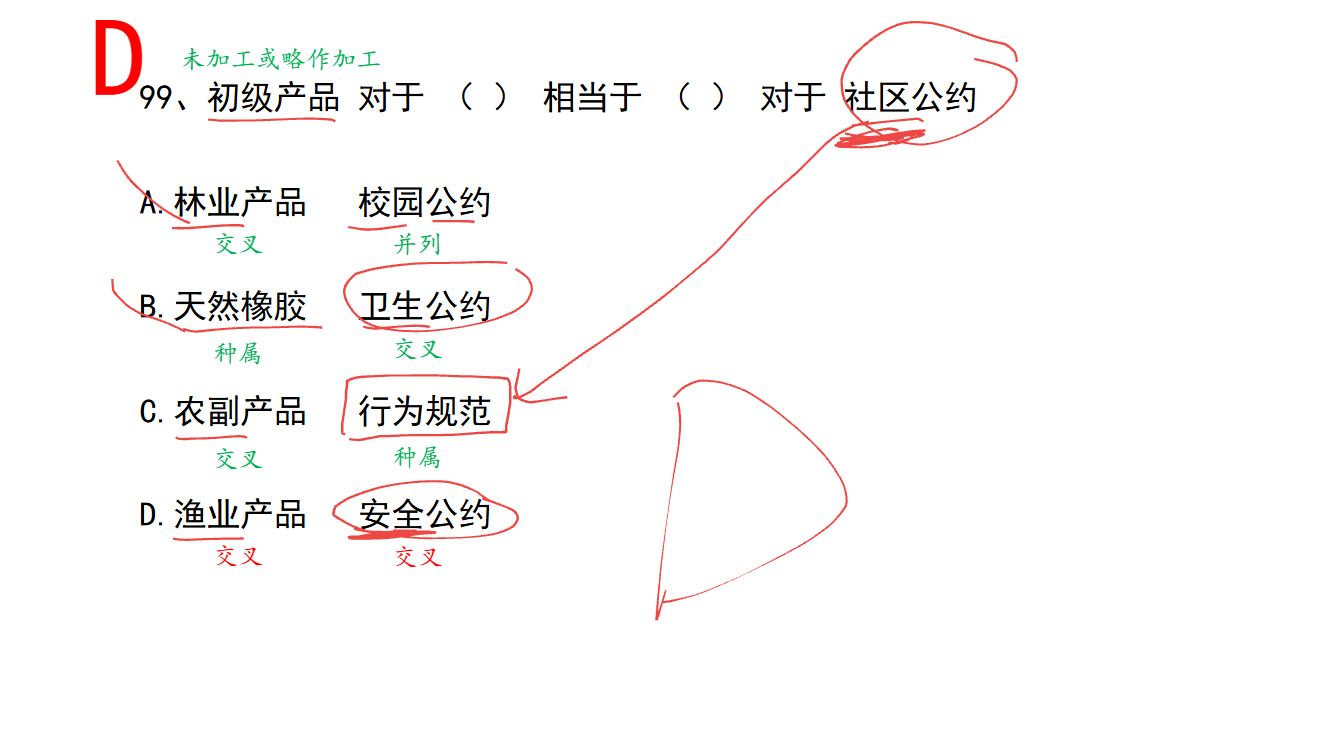 D
未加工或略作加工
99、初级产品 对于 （ ） 相当于 （ ） 对于 社区公约
A.林业产品 校园公约
交叉 并列
B.天然橡胶 卫生公约
种属 交叉
C.农副产品 行为规范
交叉 种属
D.渔业产品 安全公约
交叉 交叉